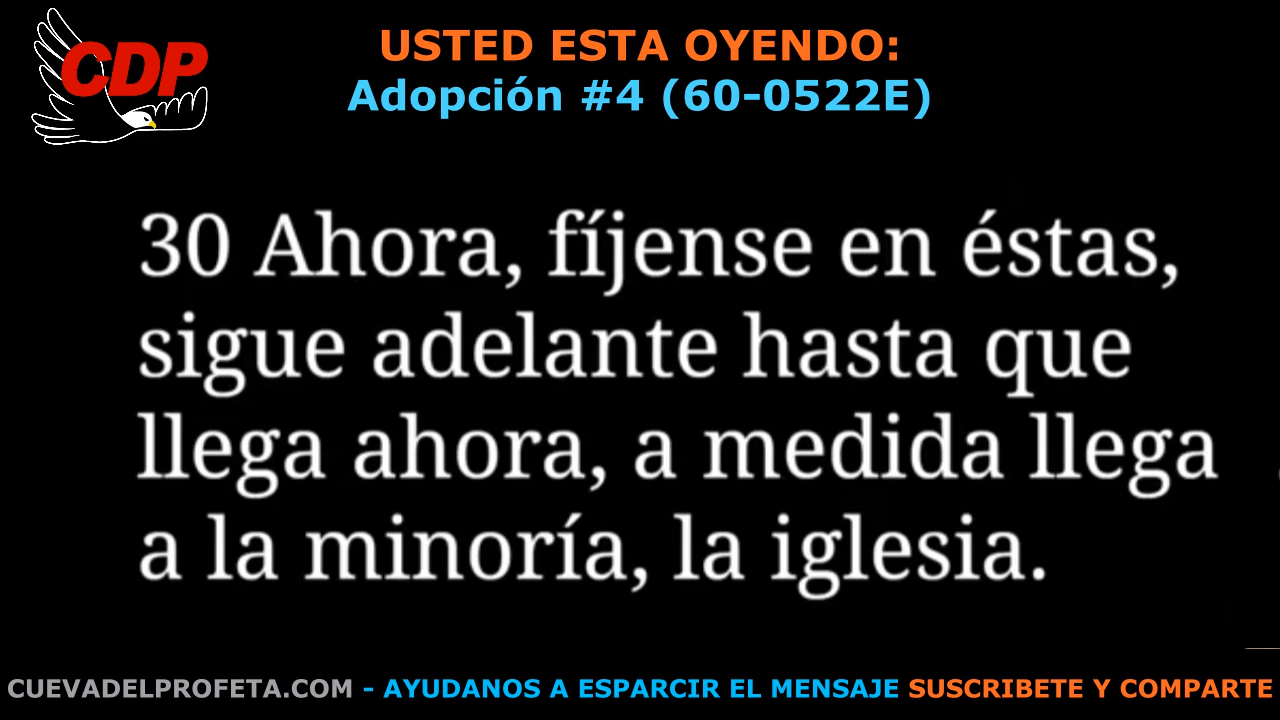 CDP
USTED ESTA OYENDO:
Adopción #4 (60-0522E)
30 Ahora, fíjense en éstas,
sigue adelante hasta que
llega ahora, a medida llega
a la minoría, la iglesia.
CUEVADELPROFETA.COM - AYUDANOS A ESPARCIR EL MENSAJE SUSCRIBETE Y COMPARTE